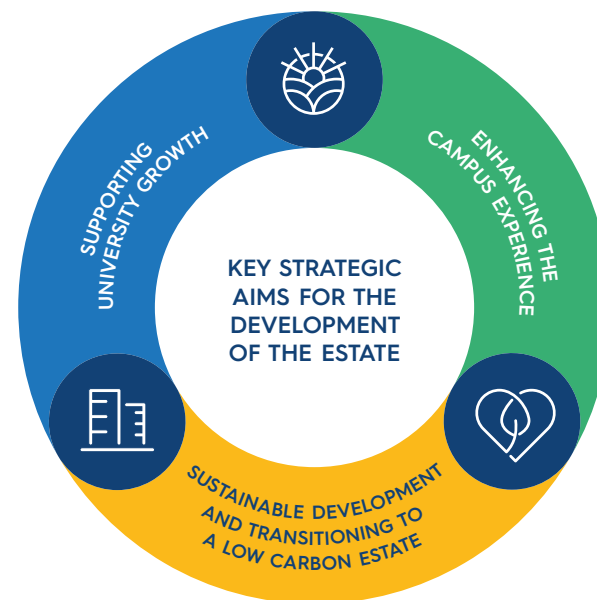 SUPPORTING
UNIVERSITY GROWTH
ENHANCING THE
CAMPUS EXPERIENCE
KEY STRATEGIC
AIMS FOR THE
DEVELOPMENT
OF THE ESTATE
SUSTAINABLE DEVELOPMENT
AND TRANSITIONING TO
A LOW CARBON ESTATE